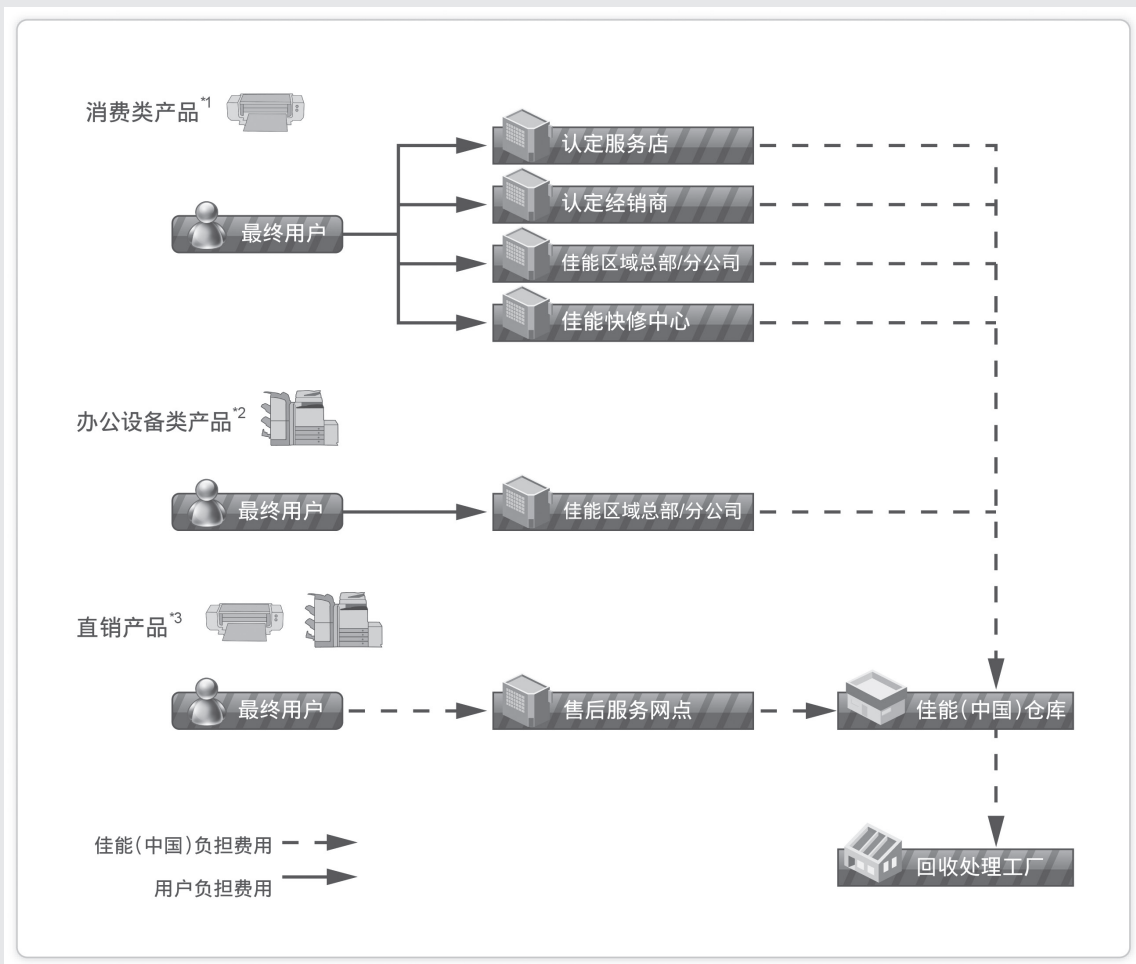 消费类产品*1
认定服务店
认定经销商
最终用户
佳能区域总部/分公司
佳能快修中心
办公设备类产品*2
最终用户
佳能区域总部/分公司
直销产品*3
最终用户
售后服务网点
佳能(中国)仓库
佳能(中国)负担费用
用户负担费用
回收处理工厂